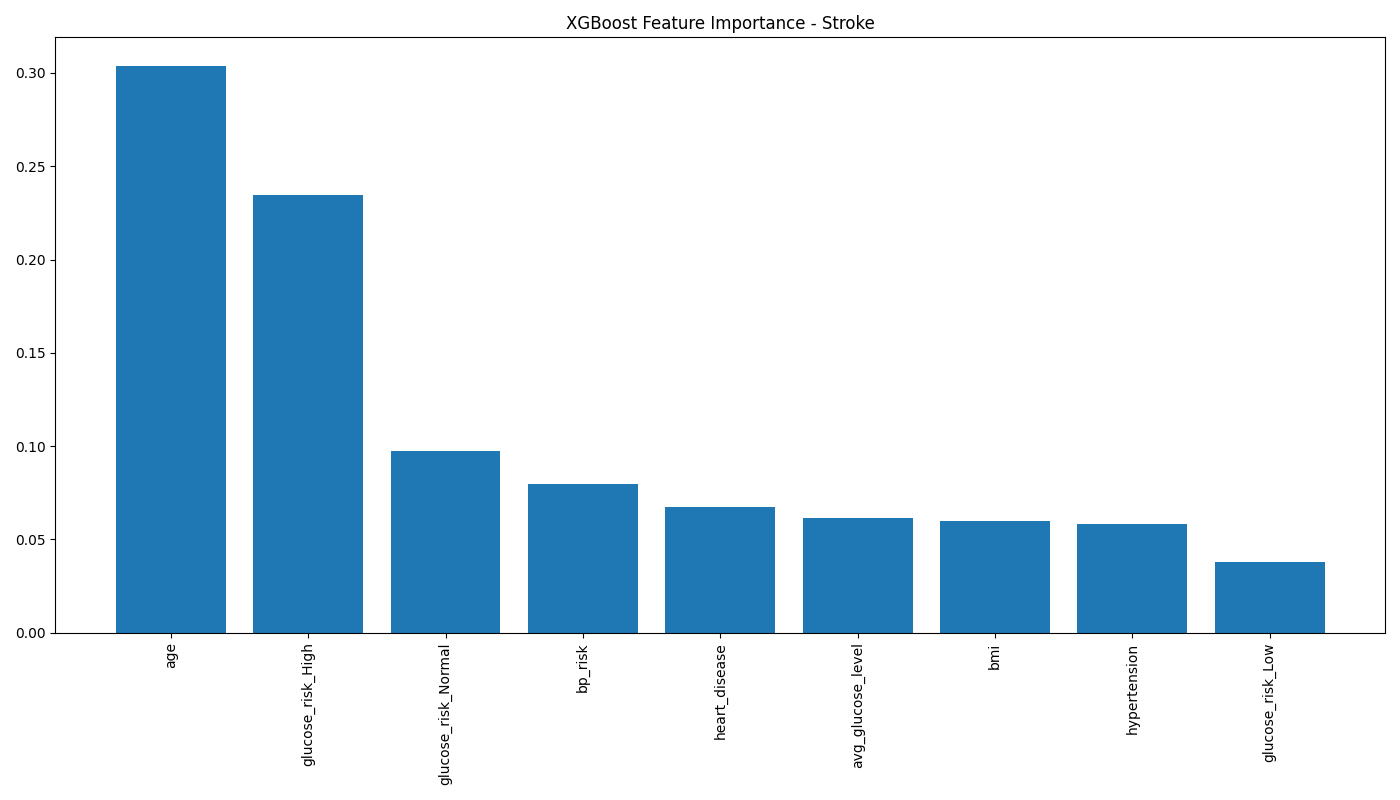 XGBoost Feature Importance - Stroke
0.30
0.25
0.20
0.15
0.10
0.05
0.00
age
glucose_risk_High
glucose_risk_Normal
bp_risk
heart_disease
avg_glucose_level
bmi
hypertension
glucose_risk_Low